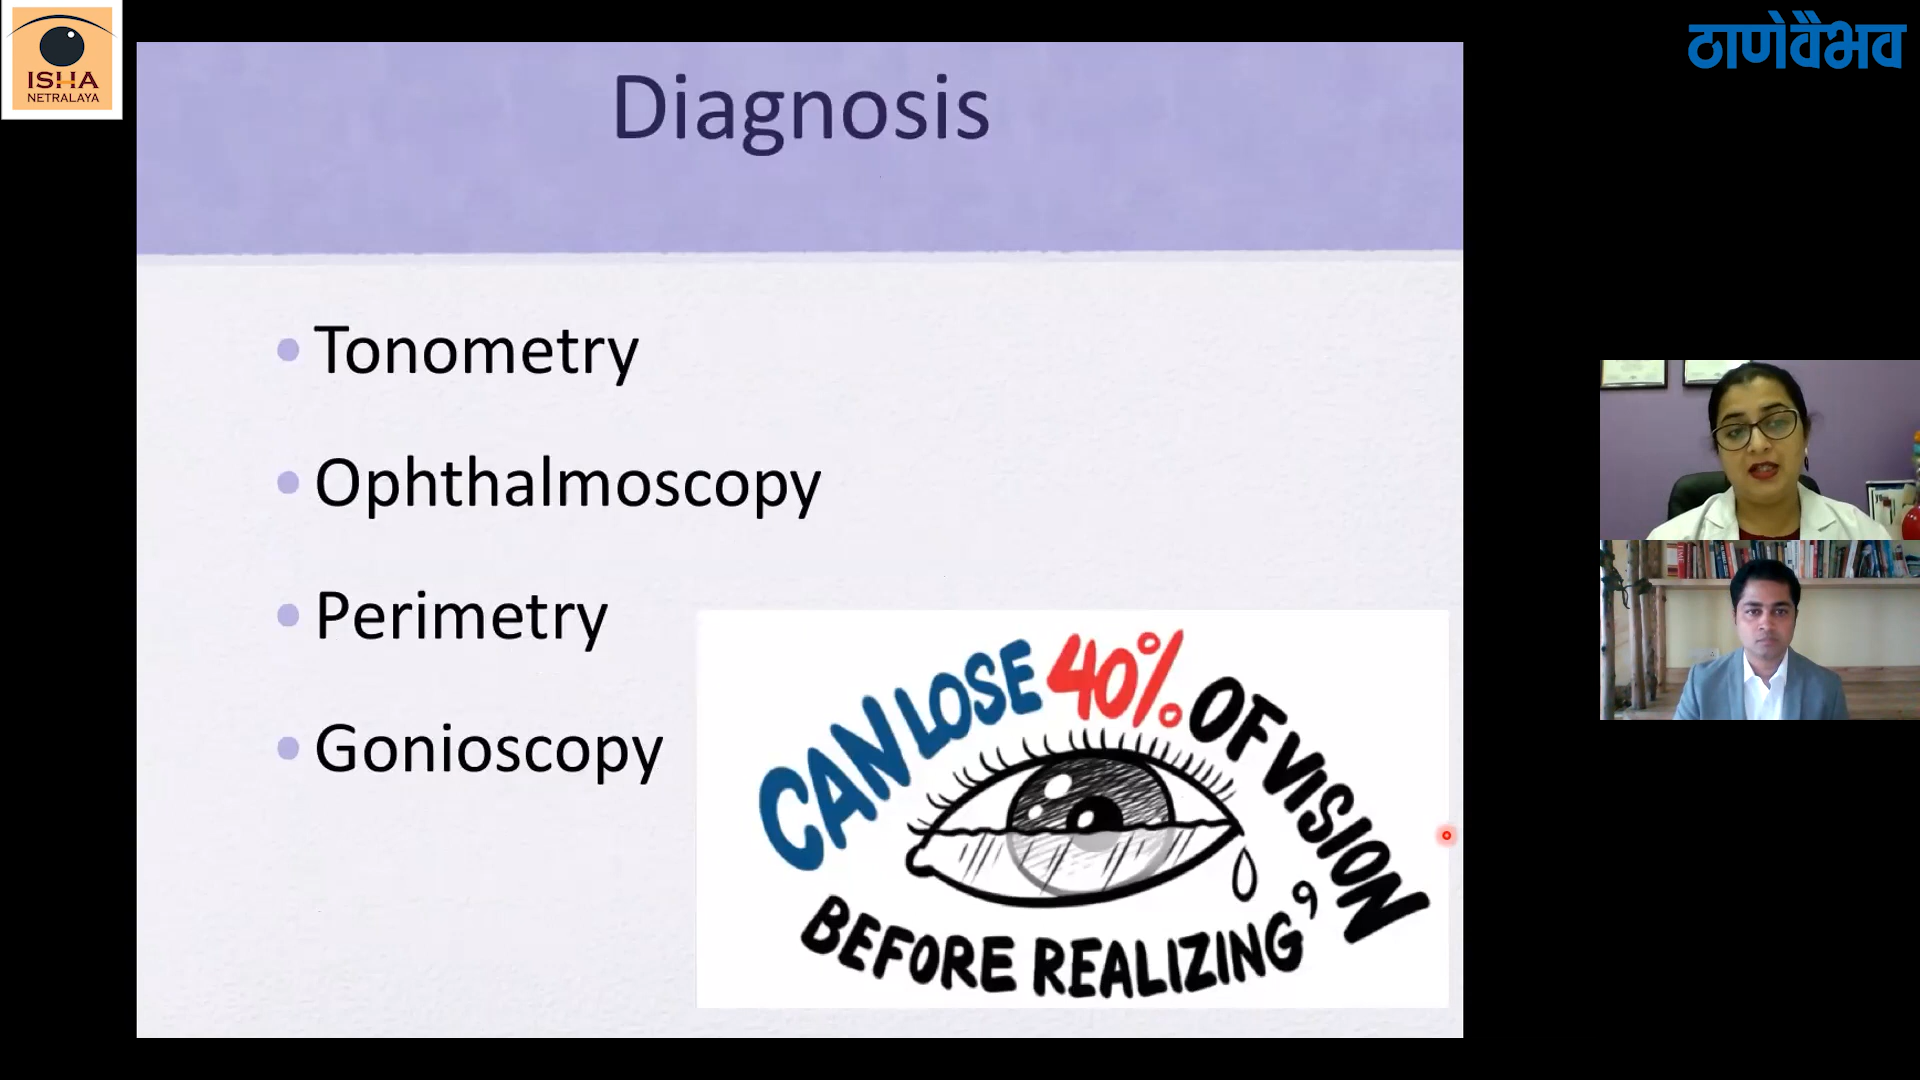 ISHA
NETRALAYA
ठाणेवैभव
Diagnosis
• Tonometry
• Ophthalmoscopy
• Perimetry
• Gonioscopy
CAN LOSE 40% OF VISION
BEFORE REALIZING